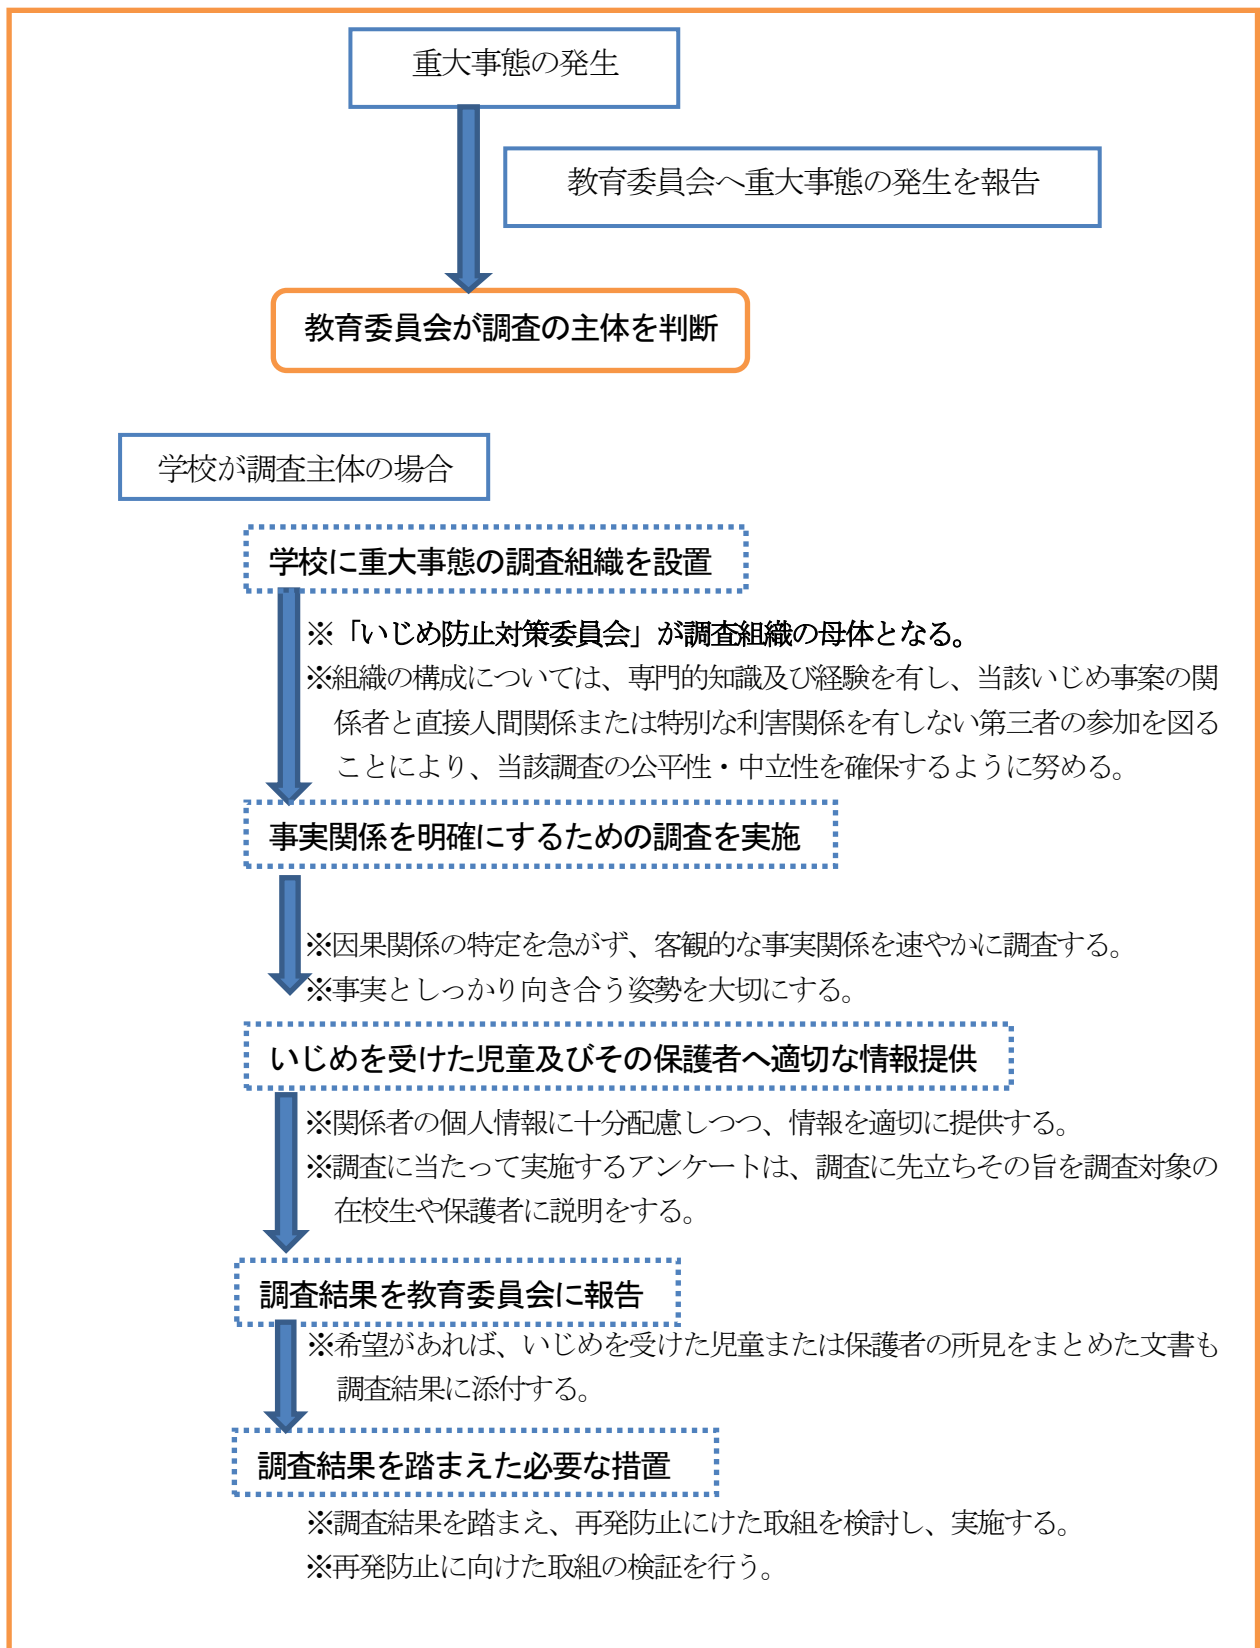 重大事態の発生
教育委員会へ重大事態の発生を報告
教育委員会が調査の主体を判断
学校が調査主体の場合
学校に重大事態の調査組織を設置
※「いじめ防止対策委員会」が調査組織の母体となる。
※組織の構成については、専門的知識及び経験を有し、当該いじめ事案の関
係者と直接人間関係または特別な利害関係を有しない第三者の参加を図る
ことにより、当該調査の公平性・中立性を確保するように努める。
事実関係を明確にするための調査を実施
※因果関係の特定を急がず、客観的な事実関係を速やかに調査する。
※事実としっかり向き合う姿勢を大切にする。
いじめを受けた児童及びその保護者へ適切な情報提供
※関係者の個人情報に十分配慮しつつ、情報を適切に提供する。
※調査に当たって実施するアンケートは、調査に先立ちその旨を調査対象の
在校生や保護者に説明をする。
調査結果を教育委員会に報告
※希望があれば、いじめを受けた児童または保護者の所見をまとめた文書も
調査結果に添付する。
調査結果を踏まえた必要な措置
※調査結果を踏まえ、再発防止にけた取組を検討し、実施する。
※再発防止に向けた取組の検証を行う。